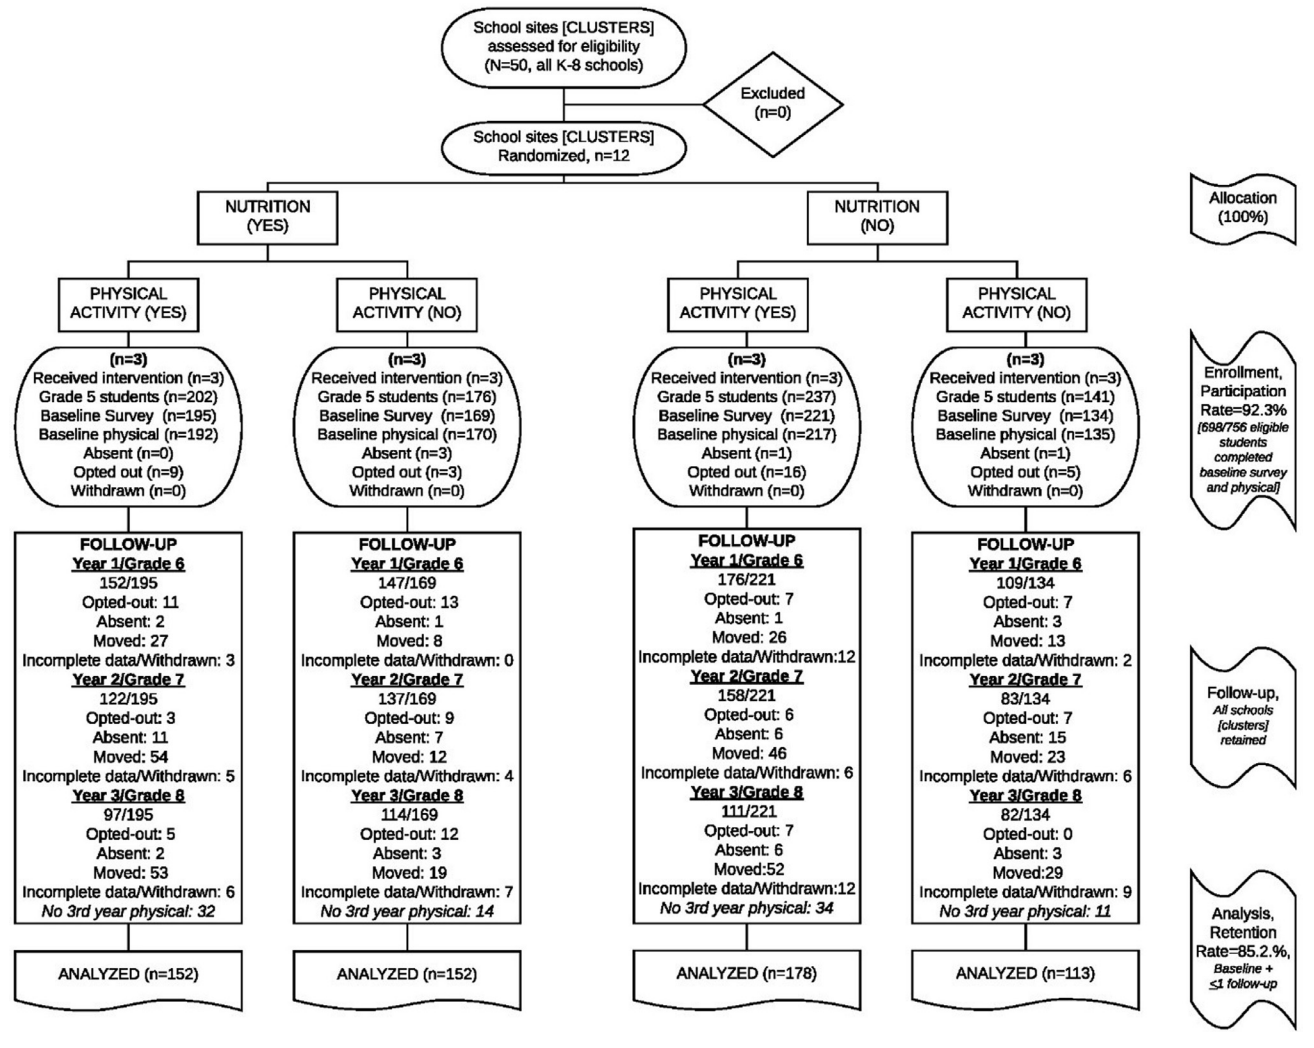 School sites [CLUSTERS]
assessed for eligibility
(N=50, all K-8 schools)
Excluded
(n=0)
School sites [CLUSTERS]
Randomized, n=12
NUTRITION
(YES)
NUTRITION
(NO)
Allocation
(100%)
PHYSICAL
ACTIVITY (YES)
PHYSICAL
ACTIVITY (NO)
PHYSICAL
ACTIVITY (YES)
PHYSICAL
ACTIVITY (NO)
(n=3)
Received intervention (n=3)
Grade 5 students (n=202)
Baseline Survey (n=195)
Baseline physical (n=192)
Absent (n=0)
Opted out (n=9)
Withdrawn (n=0)
(n=3)
Received intervention (n=3)
Grade 5 students (n=176)
Baseline Survey (n=169)
Baseline physical (n=170)
Absent (n=3)
Opted out (n=3)
Withdrawn (n=0)
(n=3)
Received intervention (n=3)
Grade 5 students (n=237)
Baseline Survey (n=221)
Baseline physical (n=217)
Absent (n=1)
Opted out (n=16)
Withdrawn (n=0)
(n=3)
Received intervention (n=3)
Grade 5 students (n=141)
Baseline Survey (n=134)
Baseline physical (n=135)
Absent (n=1)
Opted out (n=5)
Withdrawn (n=0)
Enrollment,
Participation
Rate=92.3%
[698/756 eligible
students
completed
baseline survey
and physical]
FOLLOW-UP
Year 1/Grade 6
152/195
Opted-out: 11
Absent: 2
Moved: 27
Incomplete data/Withdrawn: 3
Year 2/Grade 7
122/195
Opted-out: 3
Absent: 11
Moved: 54
Incomplete data/Withdrawn: 5
Year 3/Grade 8
97/195
Opted-out: 5
Absent: 2
Moved: 53
Incomplete data/Withdrawn: 6
No 3rd year physical: 32
FOLLOW-UP
Year 1/Grade 6
147/169
Opted-out: 13
Absent: 1
Moved: 8
Incomplete data/Withdrawn: 0
Year 2/Grade 7
137/169
Opted-out: 9
Absent: 7
Moved: 12
Incomplete data/Withdrawn: 4
Year 3/Grade 8
114/169
Opted-out: 12
Absent: 3
Moved: 19
Incomplete data/Withdrawn: 7
No 3rd year physical: 14
FOLLOW-UP
Year 1/Grade 6
176/221
Opted-out: 7
Absent: 1
Moved: 26
Incomplete data/Withdrawn:12
Year 2/Grade 7
158/221
Opted-out: 6
Absent: 6
Moved: 46
Incomplete data/Withdrawn: 6
Year 3/Grade 8
111/221
Opted-out: 7
Absent: 6
Moved:52
Incomplete data/Withdrawn:12
No 3rd year physical: 34
FOLLOW-UP
Year 1/Grade 6
109/134
Opted-out: 7
Absent: 3
Moved: 13
Incomplete data/Withdrawn: 2
Year 2/Grade 7
83/134
Opted-out: 7
Absent: 15
Moved: 23
Incomplete data/Withdrawn: 6
Year 3/Grade 8
82/134
Opted-out: 0
Absent: 3
Moved:29
Incomplete data/Withdrawn: 9
No 3rd year physical: 11
Follow-up,
All schools
[clusters]
retained
ANALYZED (n=152)
ANALYZED (n=152)
ANALYZED (n=178)
ANALYZED (n=113)
Analysis,
Retention
Rate=85.2.%,
Baseline +
≤1 follow-up